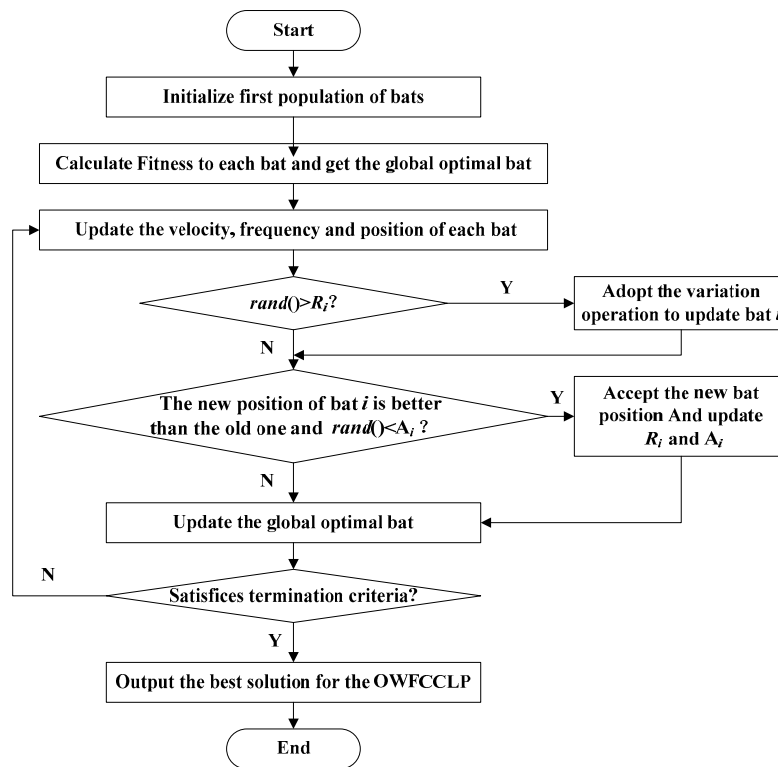 Start
Initialize first population of bats
Calculate Fitness to each bat and get the global optimal bat
Update the velocity, frequency and position of each bat
rand()>Ri?
Y
Adopt the variation
operation to update bat i
N
The new position of bat i is better
than the old one and rand()<Ai ?
Y
Accept the new bat
position And update
Ri and Ai
N
Update the global optimal bat
N
Satisfices termination criteria?
Y
Output the best solution for the OWFCCLP
End